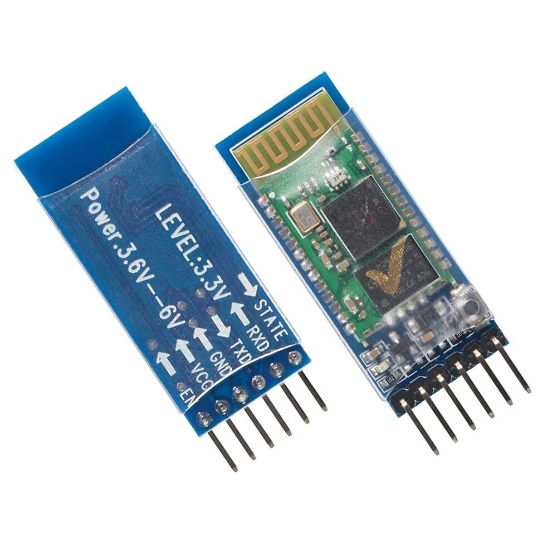 Power.3.6V--6V
LEVEL:3.3V
STATE
RXD
TXD
GND
VCC
EN